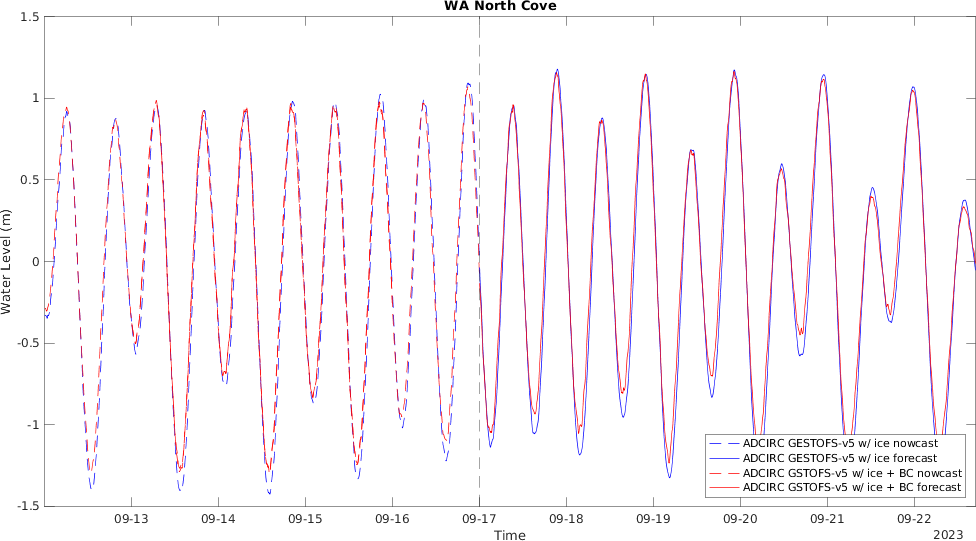 WA North Cove
1.5
1
0.5
0
-0.5
-1
-1.5
Water Level (m)
09-13 09-14 09-15 09-16 09-17 09-18 09-19 09-20 09-21 09-22
Time
2023
ADCIRC GESTOFS-v5 w/ ice nowcast
ADCIRC GESTOFS-v5 w/ ice forecast
ADCIRC GSTOFS-v5 w/ ice + BC nowcast
ADCIRC GSTOFS-v5 w/ ice + BC forecast